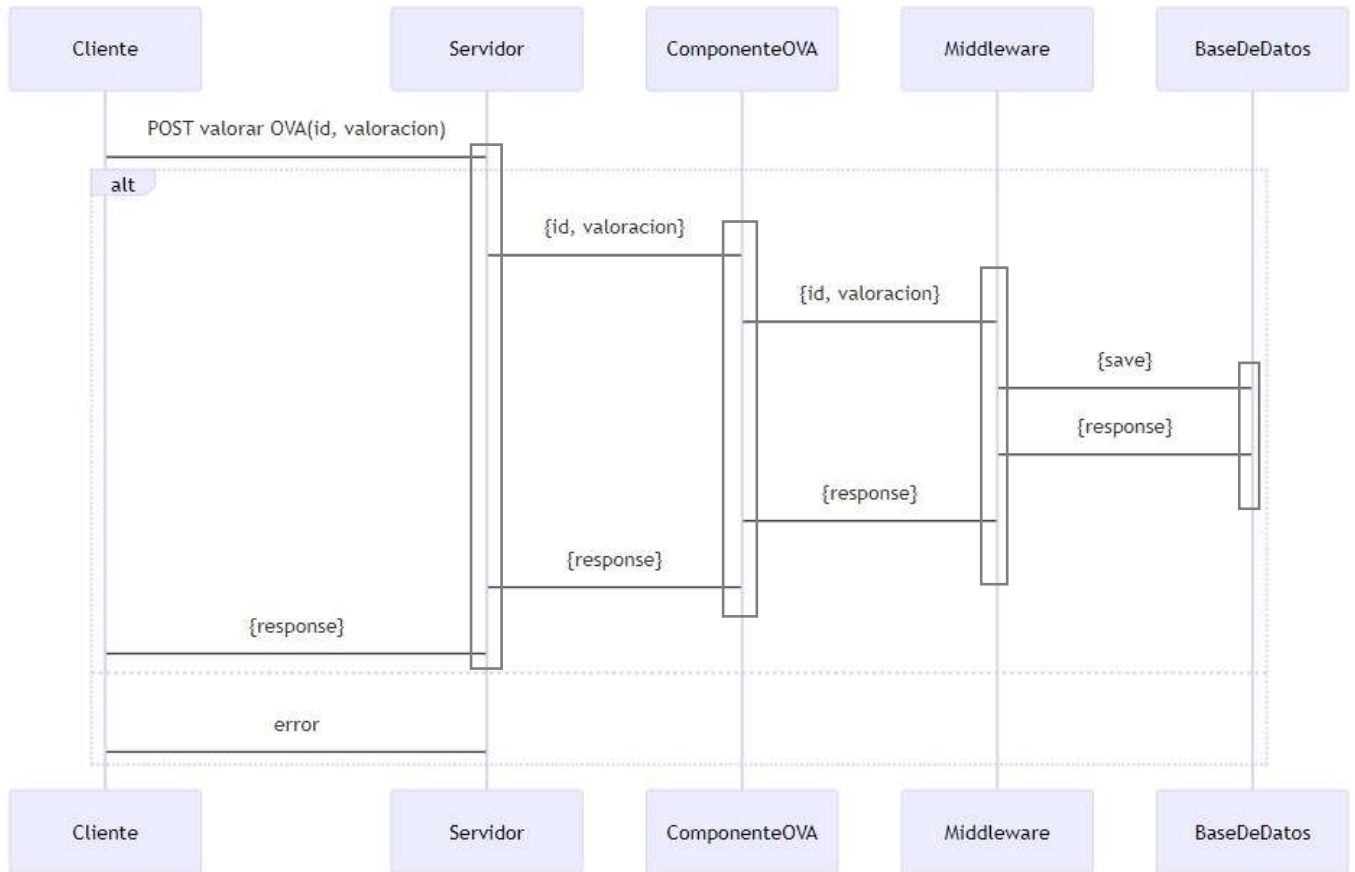 Cliente
Servidor
ComponenteOVA
Middleware
BaseDeDatos
POST valorar OVA(id, valoracion)
alt
{id, valoracion}
{id, valoracion}
{save}
{response}
{response}
{response}
{response}
error
Cliente
Servidor
ComponenteOVA
Middleware
BaseDeDatos